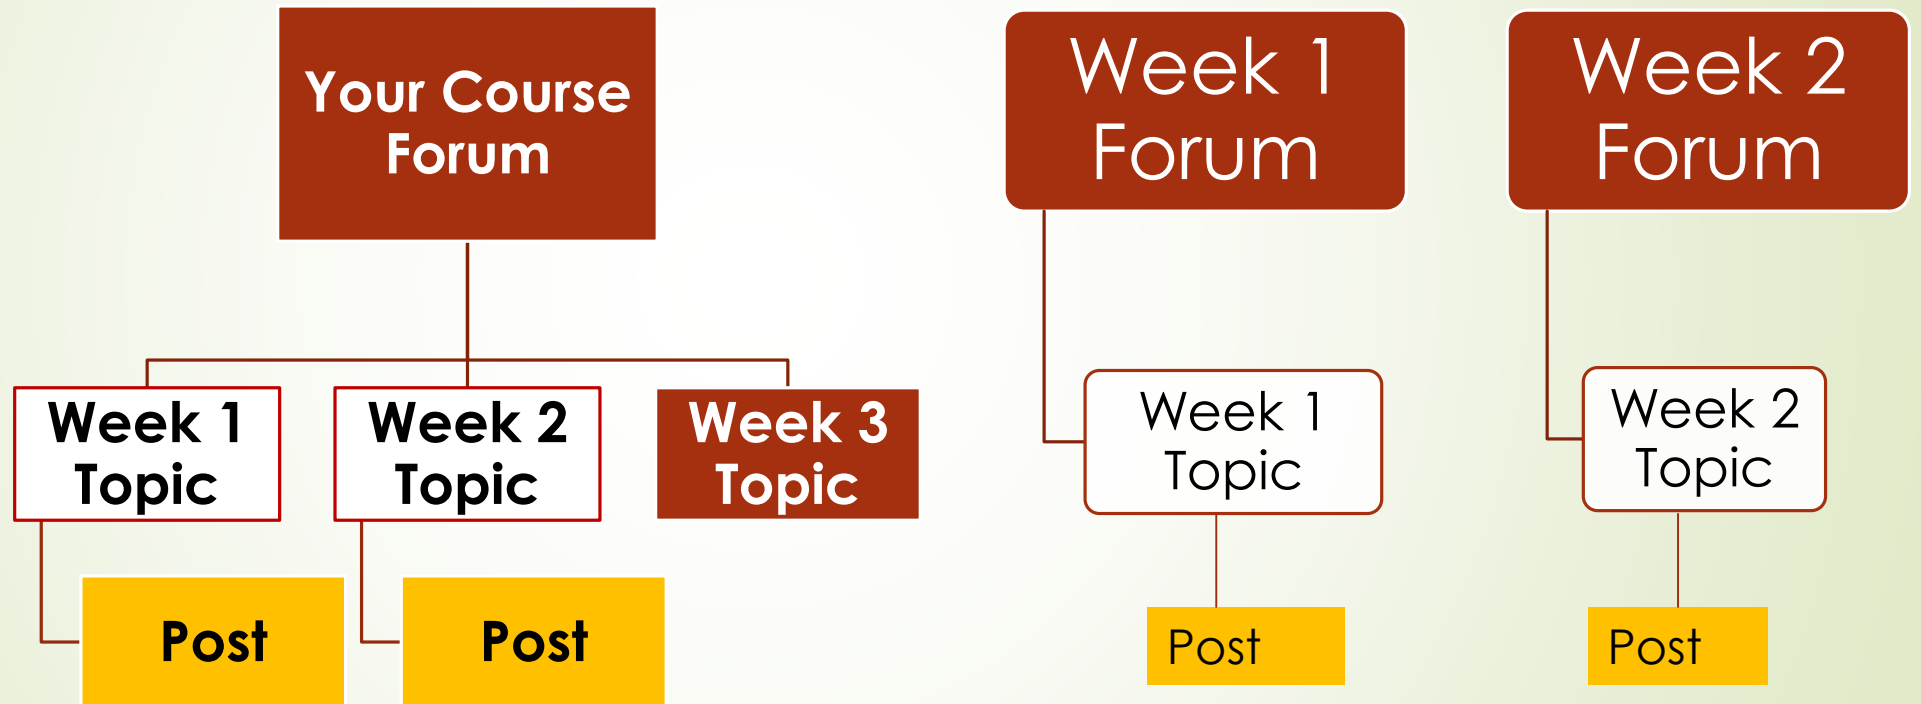 Your Course
Forum
Week 1
Topic
Week 2
Topic
Week 3
Topic
Post
Post
Week 1
Forum
Week 1
Topic
Post
Week 2
Forum
Week 2
Topic
Post